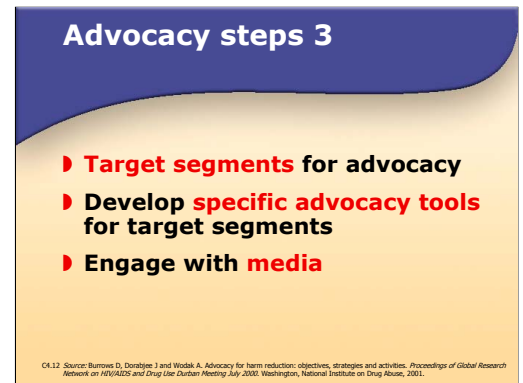 Advocacy steps 3
◗ Target segments for advocacy
◗ Develop specific advocacy tools
for target segments
◗ Engage with media
C4.12 Source: Burrows D, Dorabjee J and Wodak A. Advocacy for harm reduction: objectives, strategies and activities. Proceedings of Global Research
Network on HIV/AIDS and Drug Use Durban Meeting July 2000. Washington, National Institute on Drug Abuse, 2001.